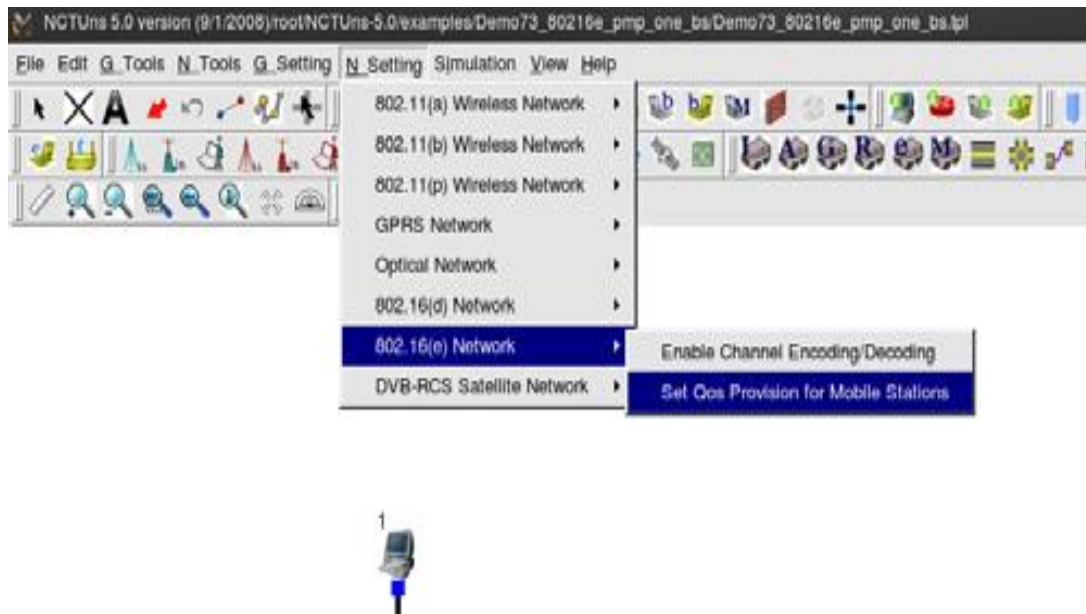 NCTUns 5.0 version (9/1/2008)/root/NCTUns-5.0/examples/Demo73_80216e_pmp_one_bs/Demo73_80216e_pmp_one_bs.tpl
File Edit G_Tools N_Tools G_Setting N_Setting Simulation View Help
802.11(a) Wireless Network
802.11(b) Wireless Network
802.11(p) Wireless Network
GPRS Network
Optical Network
802.16(d) Network
802.16(e) Network
DVB-RCS Satellite Network
Enable Channel Encoding/Decoding
Set Qos Provision for Mobile Stations
A
b
b
M
I A G R e M
1